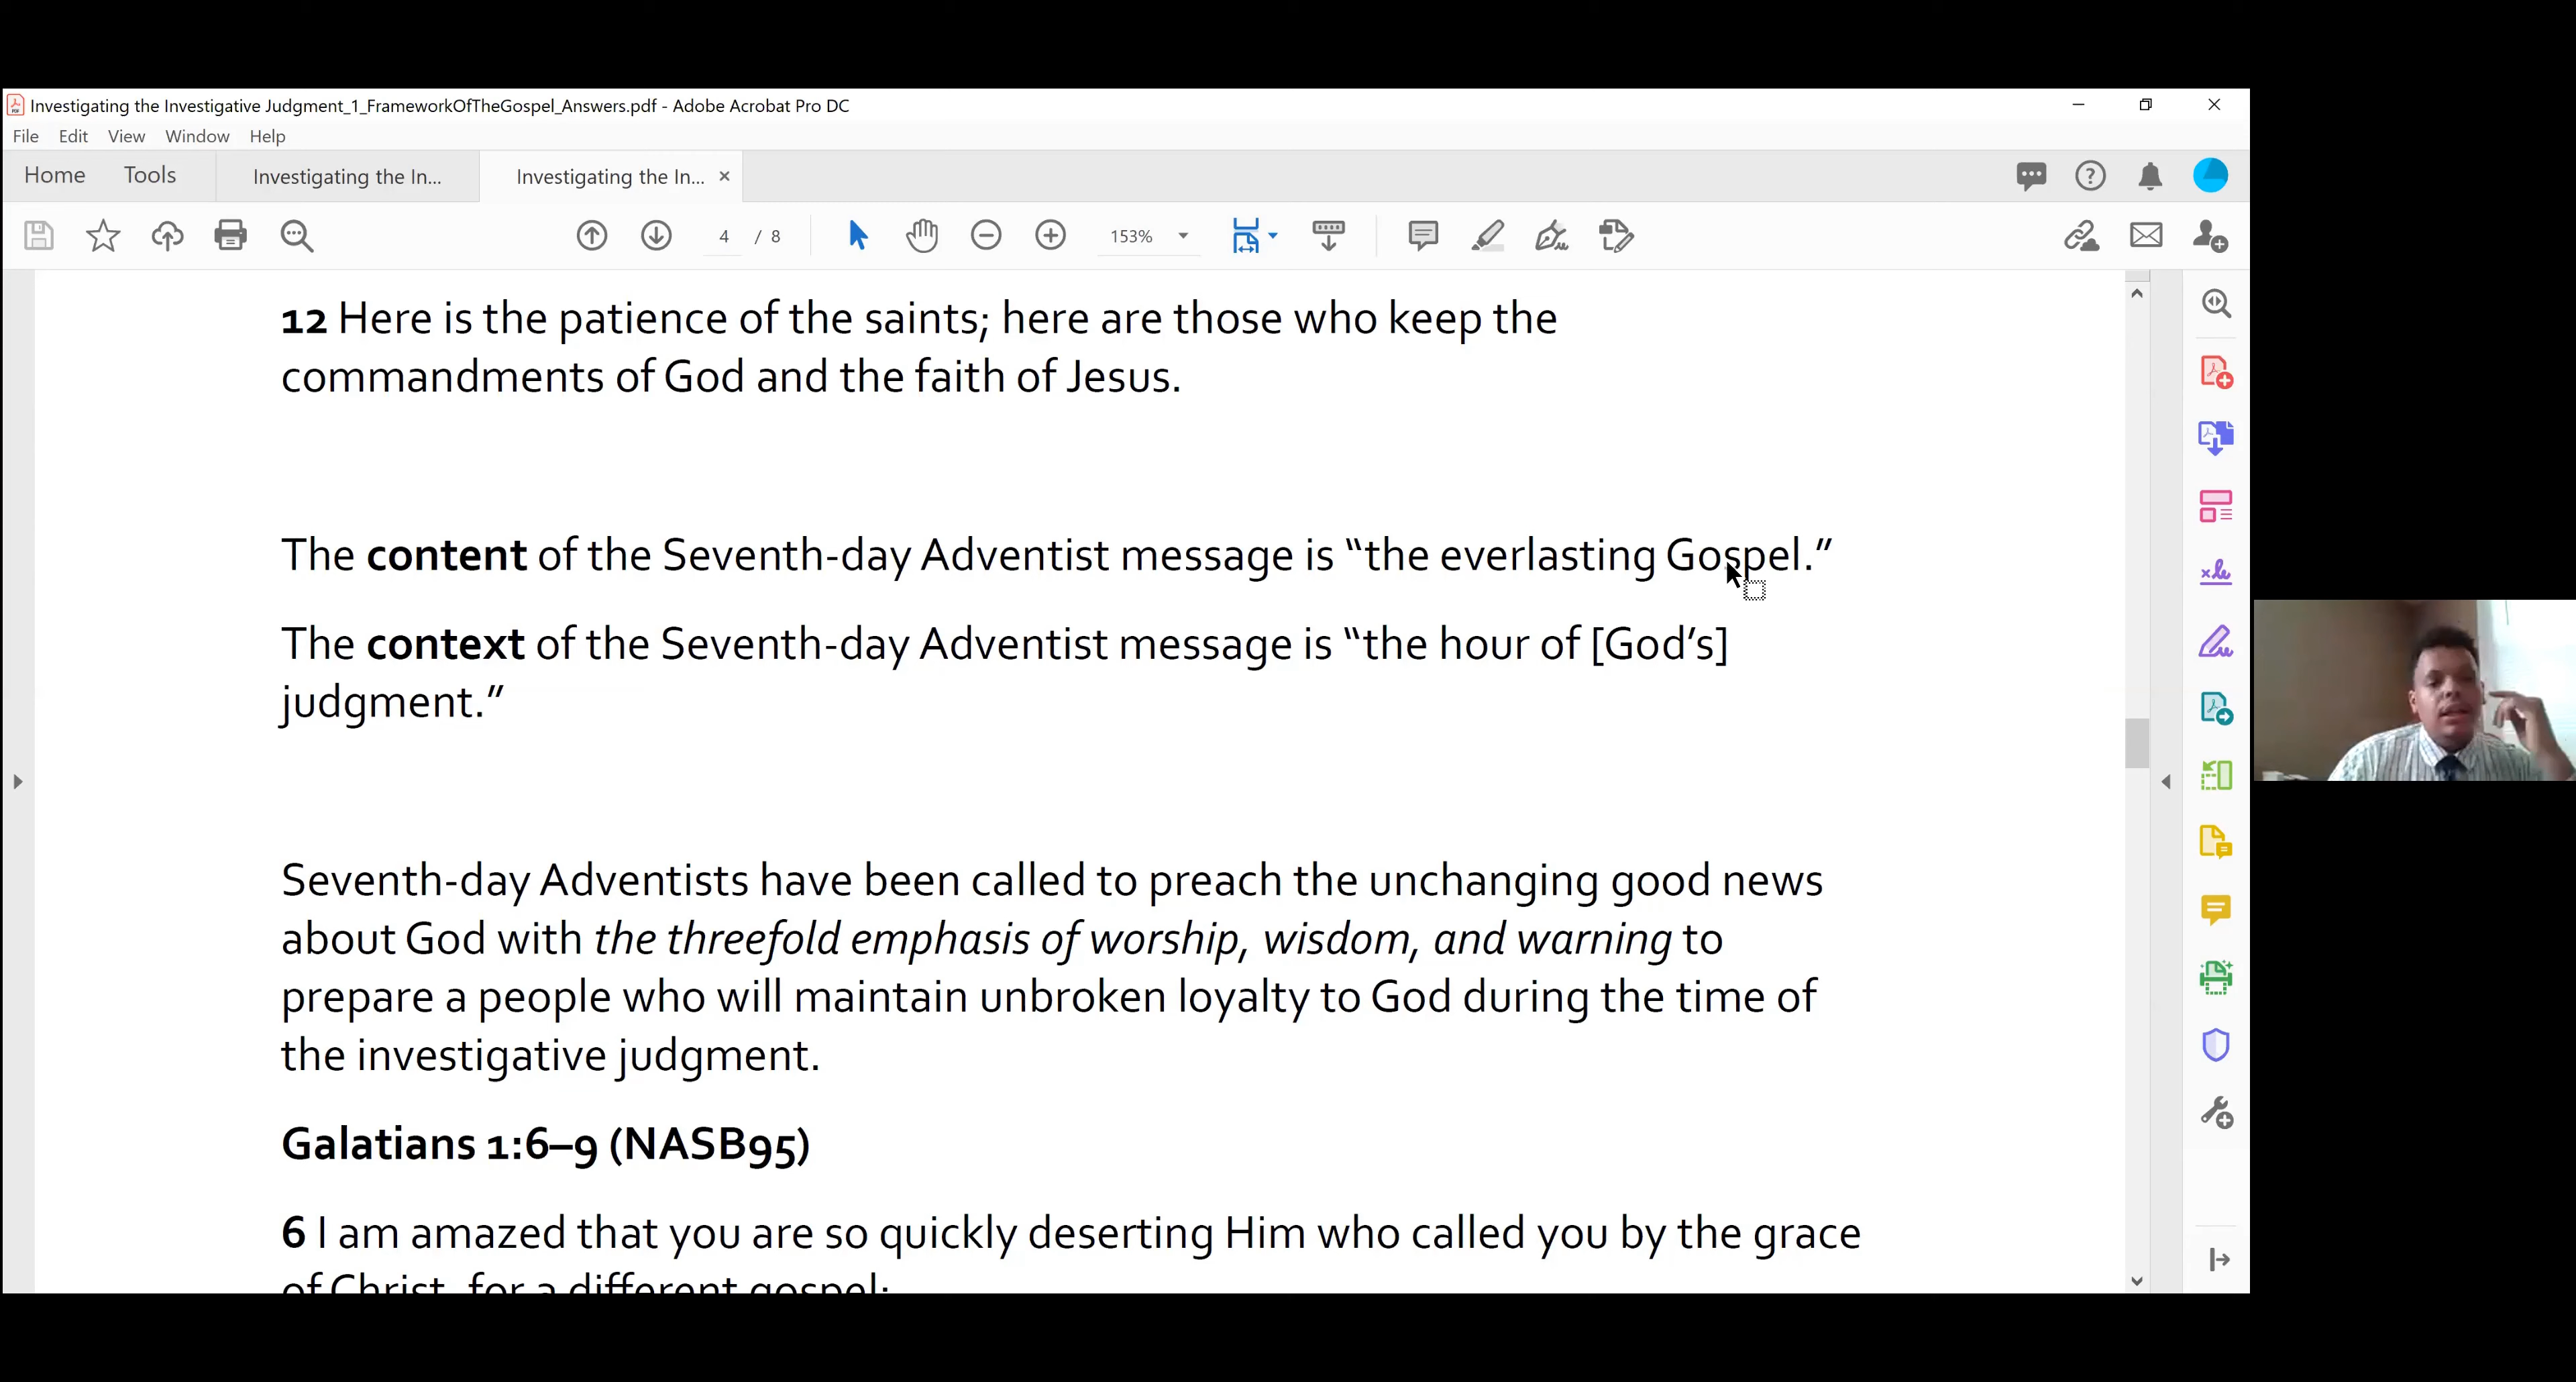 Investigating the Investigative Judgment_1_FrameworkOfTheGospel_Answers.pdf - Adobe Acrobat Pro DC
File Edit View Window Help
Home Tools Investigating the In... Investigating the In... ×
4 / 8 153%
12 Here is the patience of the saints; here are those who keep the
commandments of God and the faith of Jesus.
The content of the Seventh-day Adventist message is “the everlasting Gospel.”
The context of the Seventh-day Adventist message is “the hour of [God’s]
judgment.”
Seventh-day Adventists have been called to preach the unchanging good news
about God with the threefold emphasis of worship, wisdom, and warning to
prepare a people who will maintain unbroken loyalty to God during the time of
the investigative judgment.
Galatians 1:6–9 (NASB95)
6 I am amazed that you are so quickly deserting Him who called you by the grace
of Christ, for a different gospel;